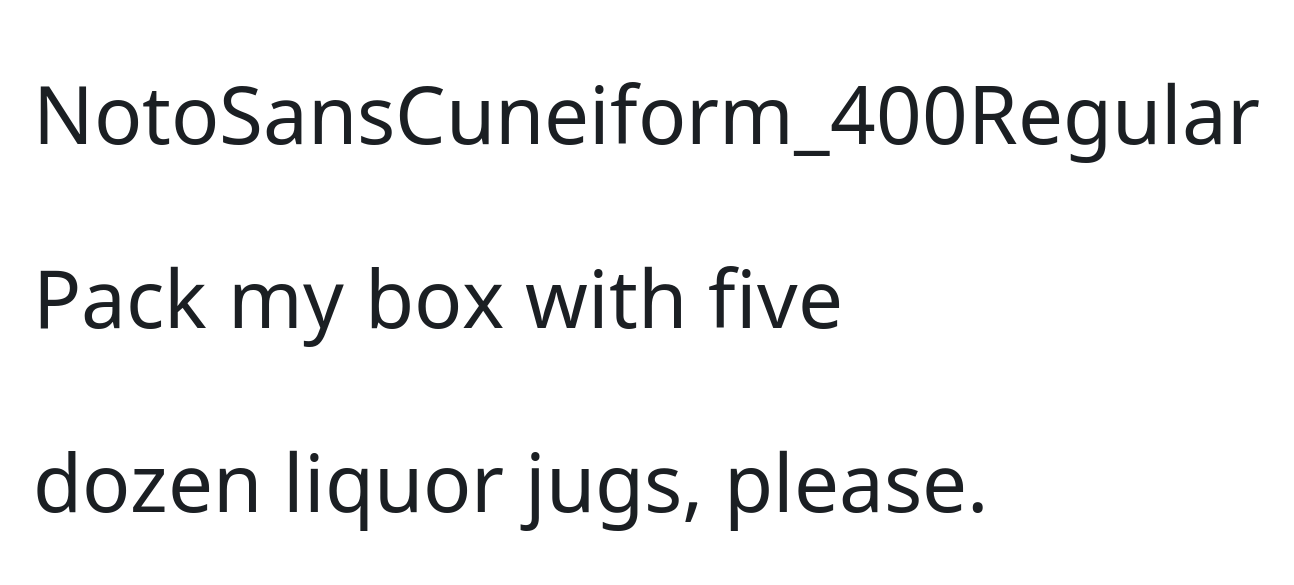 NotoSansCuneiform_400Regular
Pack my box with five
dozen liquor jugs, please.